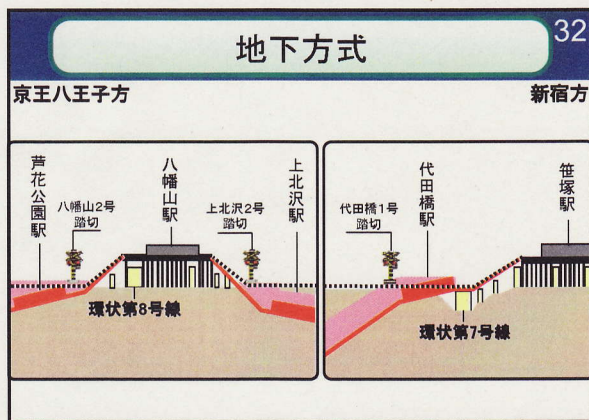 地下方式
32
京王八王子方
新宿方
芦花公園駅
八幡山2号
踏切
八幡山駅
上北沢2号
踏切
上北沢駅
環状第8号線
代田橋1号
踏切
代田橋駅
笹塚駅
環状第7号線